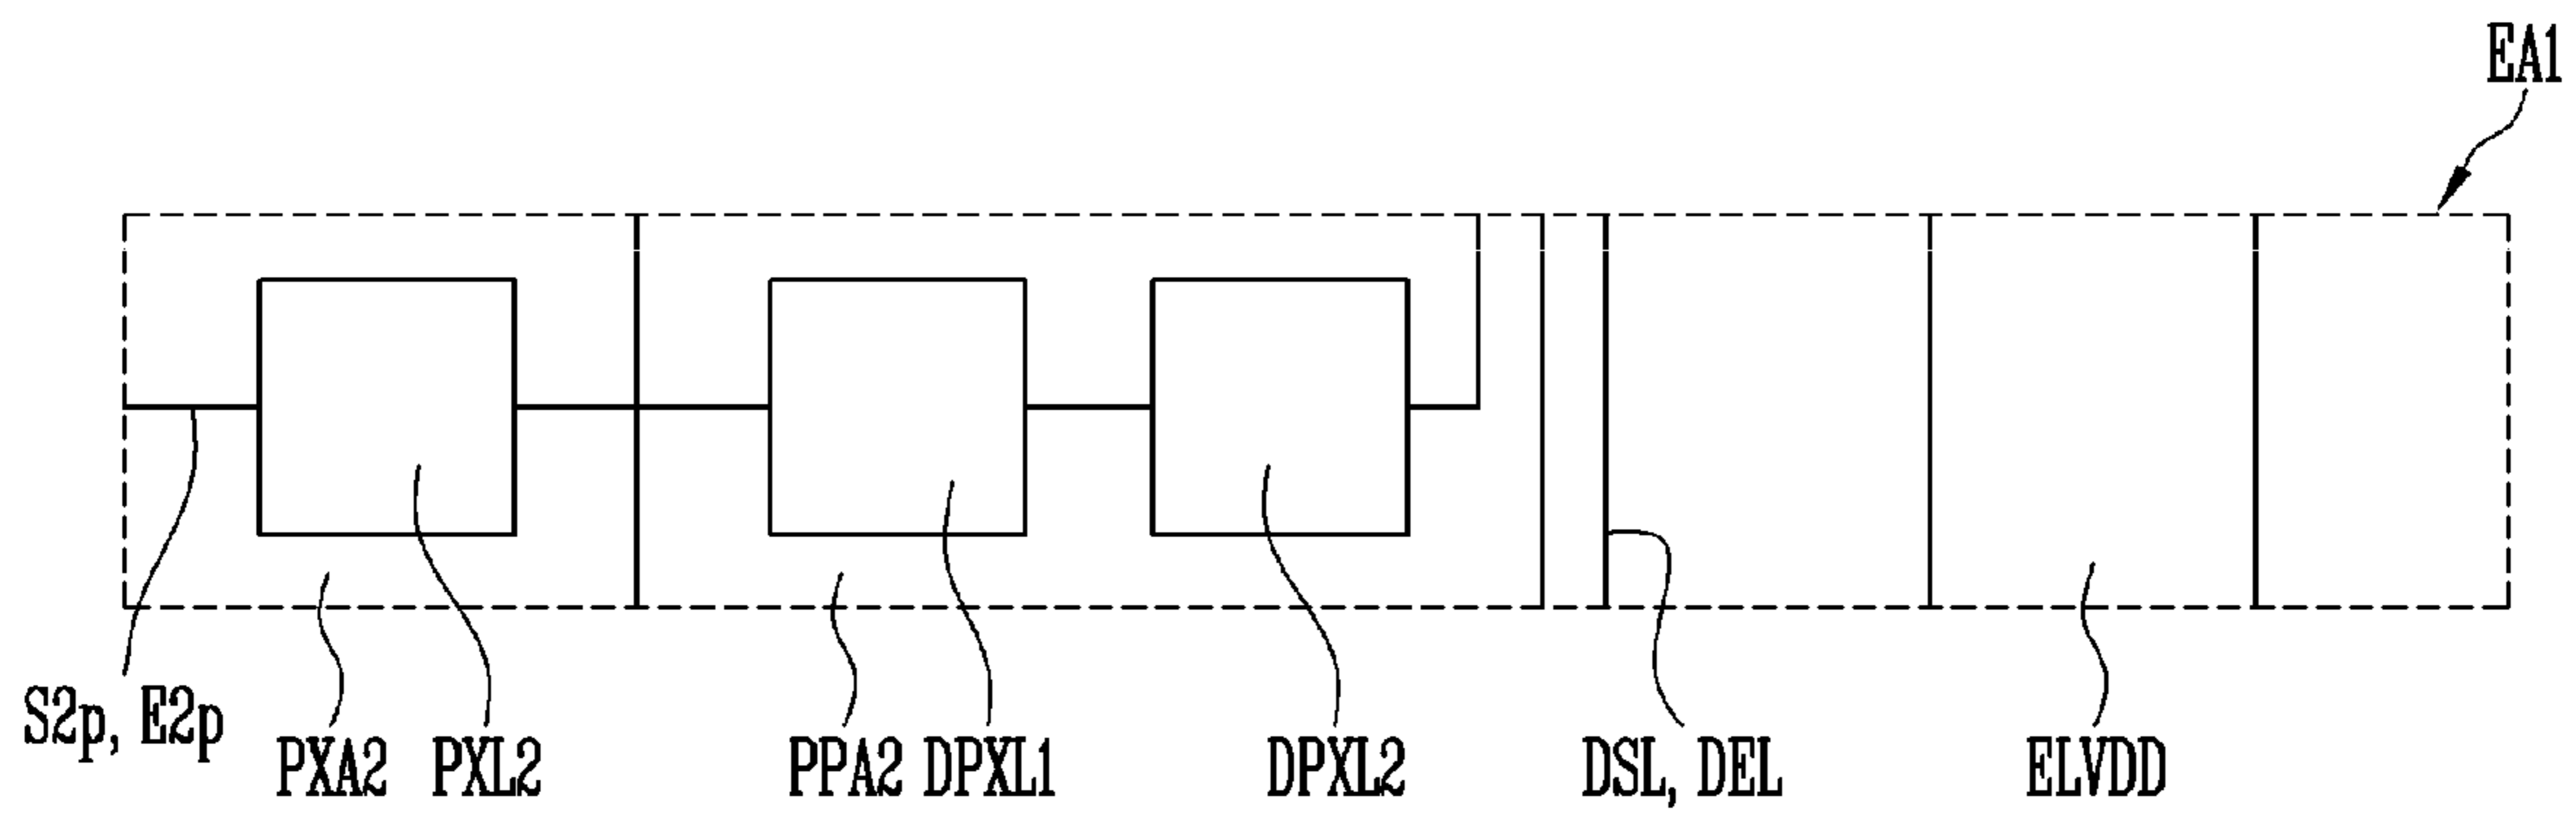 EA1
S2p, E2p
PXA2
PXL2
PPA2
DPXL1
DPXL2
DSL, DEL
ELVDD